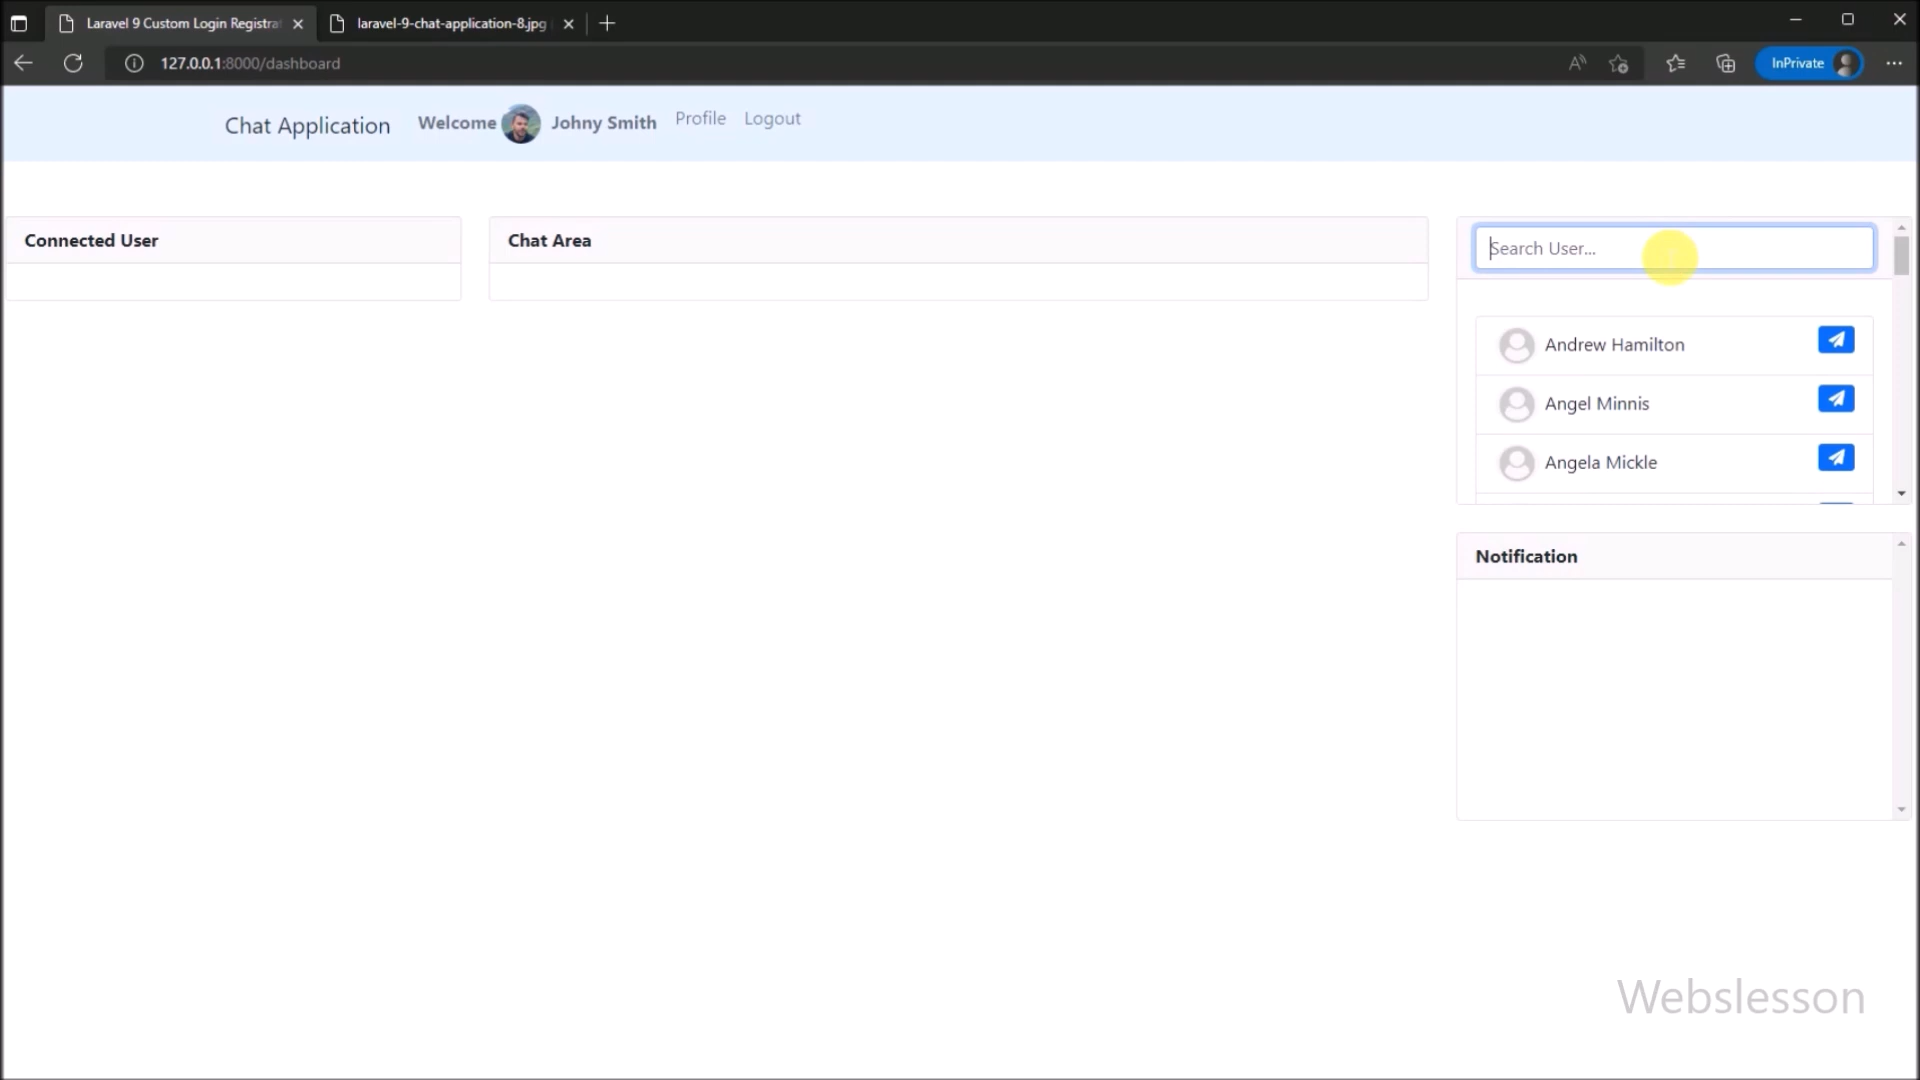 Laravel 9 Custom Login Registra
laravel-9-chat-application-8.jpg
127.0.0.1:8000/dashboard
InPrivate
Chat Application
Welcome Johny Smith
Profile
Logout
Connected User
Chat Area
Search User...
Andrew Hamilton
Angel Minnis
Angela Mickle
Notification
Webslesson